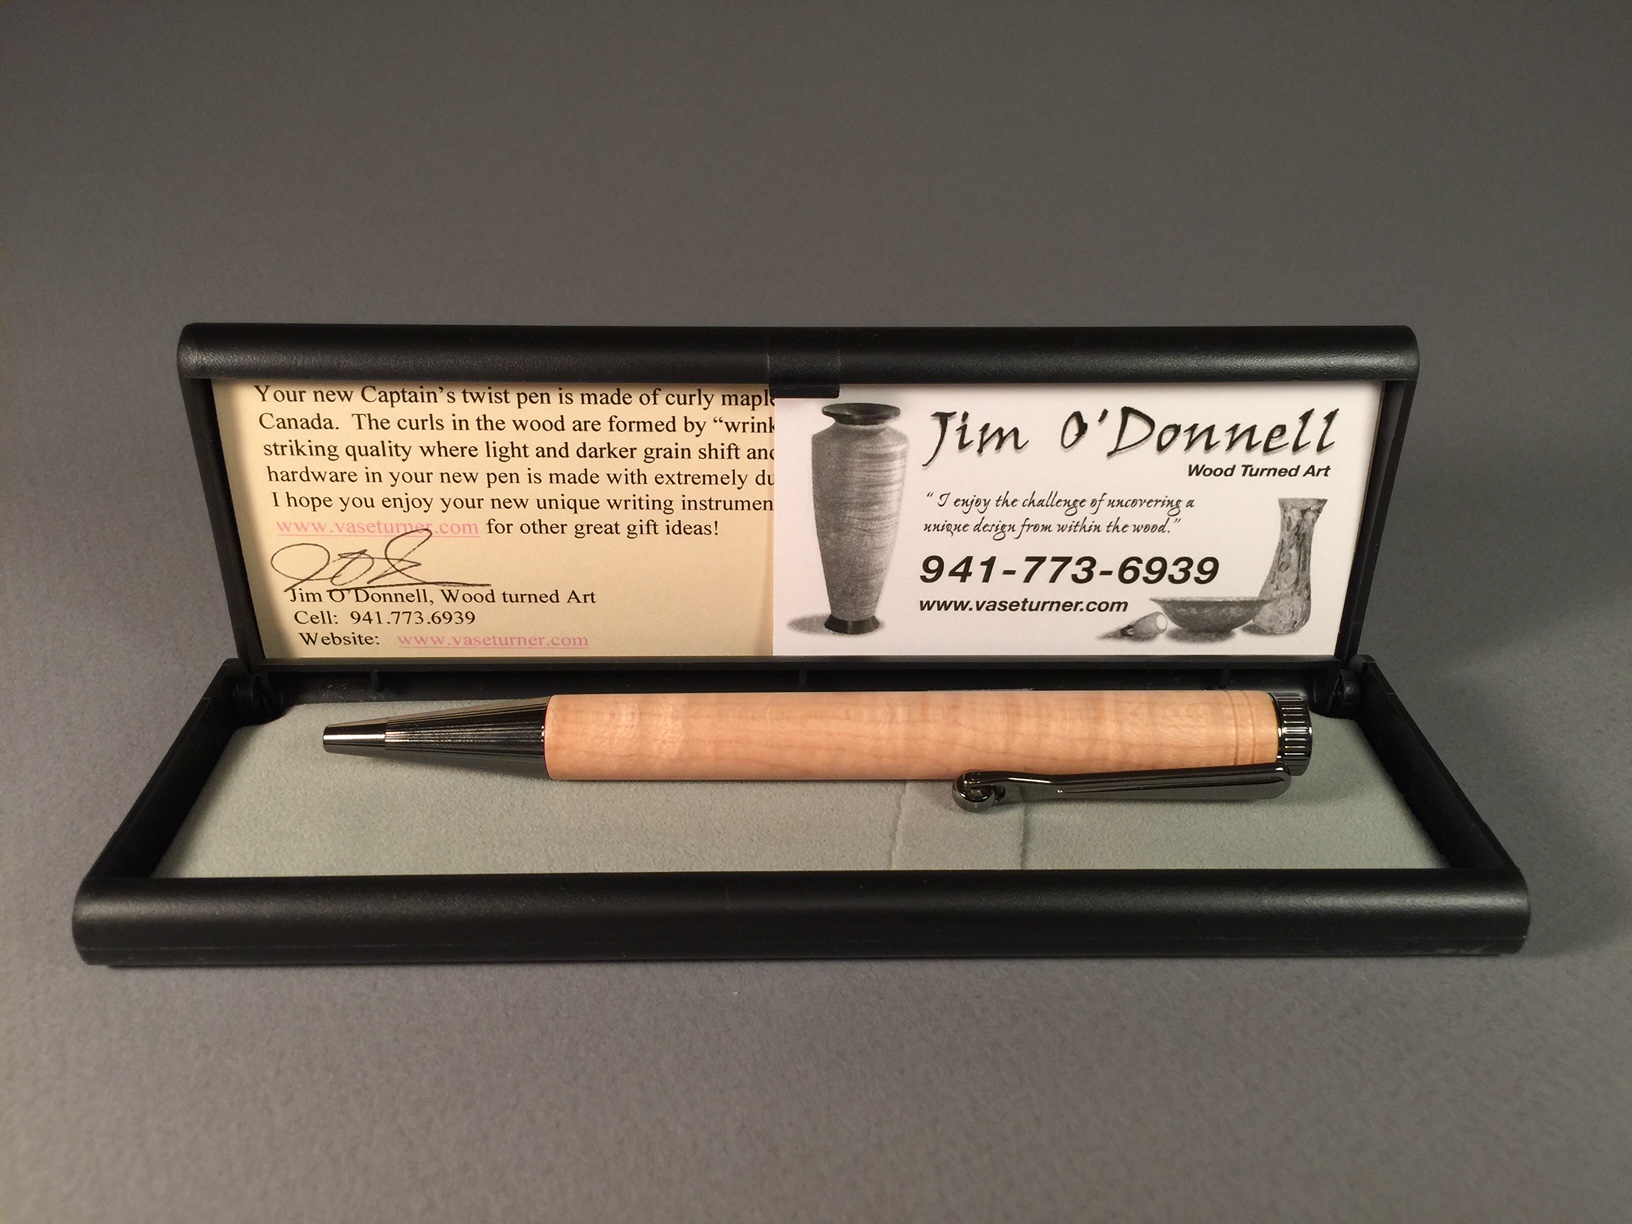 Your new Captain's twist pen is made of curly maple
Canada. The curls in the wood are formed by "wrink
striking quality where light and darker grain shift and
hardware in your new pen is made with extremely du
I hope you enjoy your new unique writing instrumen
www.vaseturner.com for other great gift ideas!
Jim O'Donnell, Wood turned Art
Cell: 941.773.6939
Website: www.vaseturner.com
Jim O'Donnell
Wood Turned Art
" I enjoy the challenge of uncovering a
unique design from within the wood."
941-773-6939
www.vaseturner.com